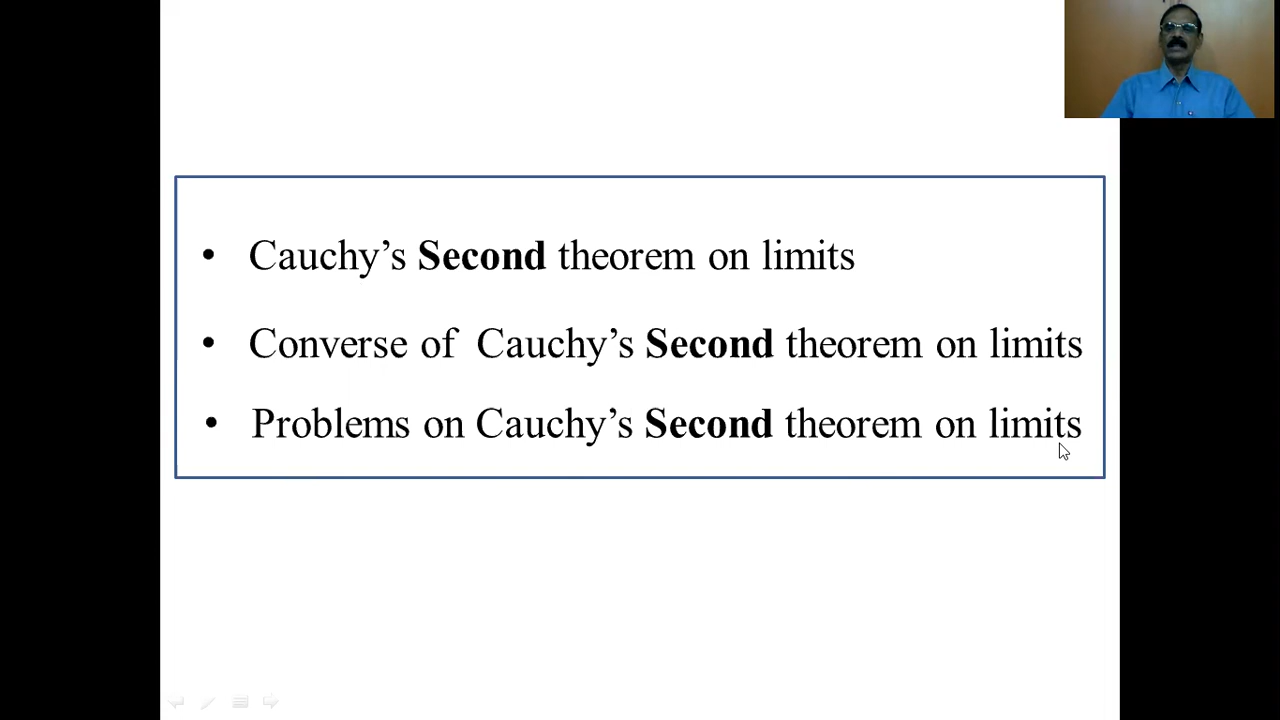 • Cauchy’s Second theorem on limits
• Converse of Cauchy’s Second theorem on limits
• Problems on Cauchy’s Second theorem on limits